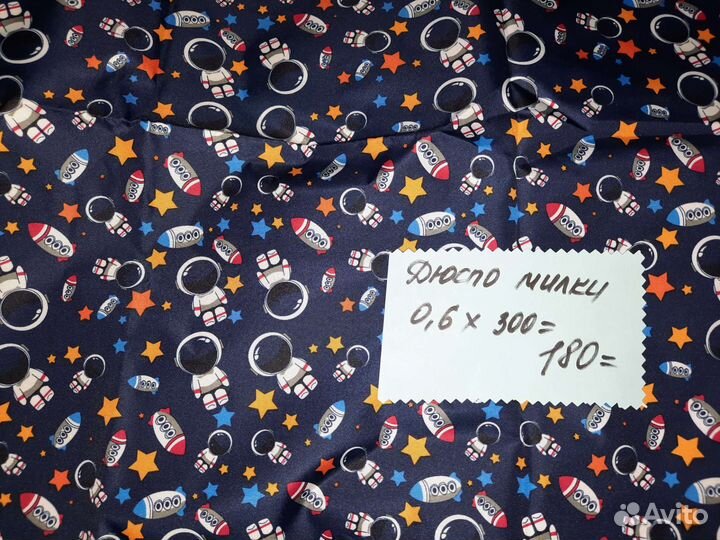 Дюспо милки
0,6 х 300=
180=
Avito